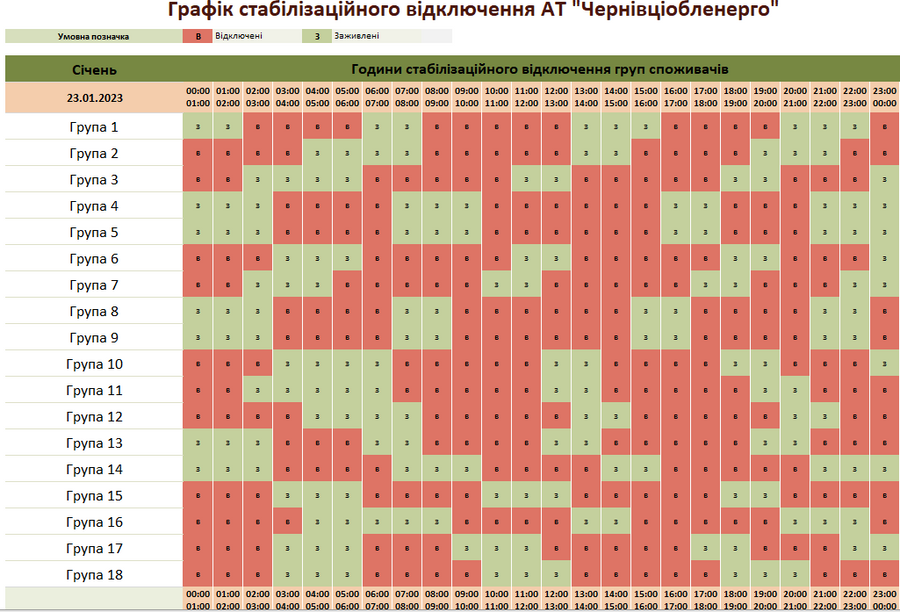 Графік стабілізаційного відключення АТ "Чернівціобленерго"
Умовна позначка В Відключені З Заживлені
Січень Години стабілізаційного відключення груп споживачів
23.01.2023 00:00 01:00 02:00 03:00 04:00 05:00 06:00 07:00 08:00 09:00 10:00 11:00 12:00 13:00 14:00 15:00 16:00 17:00 18:00 19:00 20:00 21:00 22:00 23:00
01:00 02:00 03:00 04:00 05:00 06:00 07:00 08:00 09:00 10:00 11:00 12:00 13:00 14:00 15:00 16:00 17:00 18:00 19:00 20:00 21:00 22:00 23:00 00:00
Група 1 з з в в в в з з в в в в в з з з в в в в з з з в
Група 2 в в в в з з з з в в в в в з з в в в в з з з в в
Група 3 в в з з з з в в в в в з з в в в в в з з в в в з
Група 4 з з з в в в в з з з в в в в в в з з в в в з з з
Група 5 з з з в в в в з з з в в в в в в з з в в в з з з
Група 6 в в в з з з в в в в в з з в в в в в з з в в в з
Група 7 в в з з з в в в в в з з в в в в в з з в в в з з
Група 8 з з з в в в в з з в в в в в в з з в в в в з з в
Група 9 з з з в в в в з з в в в в в в з з в в в в з з в
Група 10 в в в з з з з в в в в в з з в в в в з з в в в з
Група 11 в в з з з з з в в в в в з з в в в в в з з в в в
Група 12 в в в в з з з з в в в в в з з в в в в в з з в в
Група 13 з з з в в в з з в в в в з з в в в в в з з в в в
Група 14 з з з в в в в з з з в в в в з з в в в в в з з з
Група 15 в в в з з з в в в в з з з в в в в в з з в в в в
Група 16 в в в в з з з з з в в в в з з в в в в в з з з в
Група 17 в в в з з з в в в з з з в в в в в з з в в в з з
Група 18 в в в з з з в в в в з з з в в в в в з з з в в в
00:00 01:00 02:00 03:00 04:00 05:00 06:00 07:00 08:00 09:00 10:00 11:00 12:00 13:00 14:00 15:00 16:00 17:00 18:00 19:00 20:00 21:00 22:00 23:00
01:00 02:00 03:00 04:00 05:00 06:00 07:00 08:00 09:00 10:00 11:00 12:00 13:00 14:00 15:00 16:00 17:00 18:00 19:00 20:00 21:00 22:00 23:00 00:00